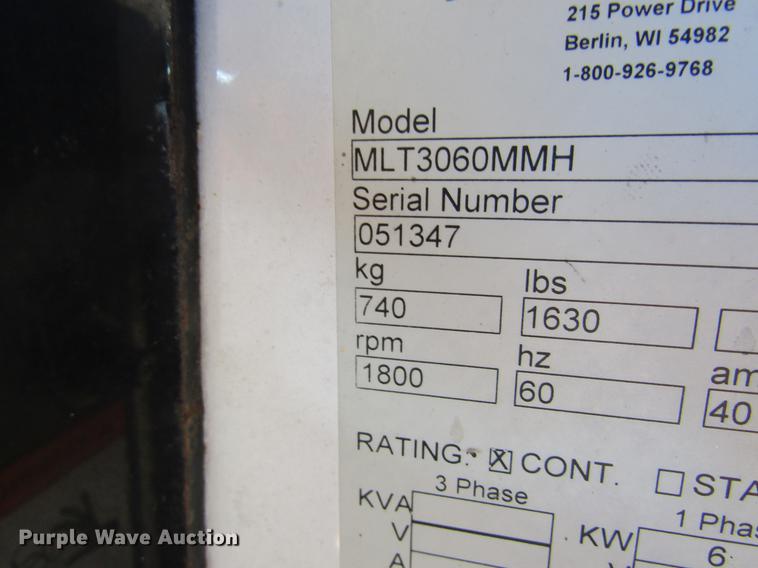 215 Power Drive
Berlin, WI 54982
1-800-926-9768
Model
MLT3060MMH
Serial Number
051347
kg lbs
740 1630
rpm hz
1800 60 40
RATING: X CONT.
3 Phase 1
KVA KW 6
V
A
Purple Wave Auction